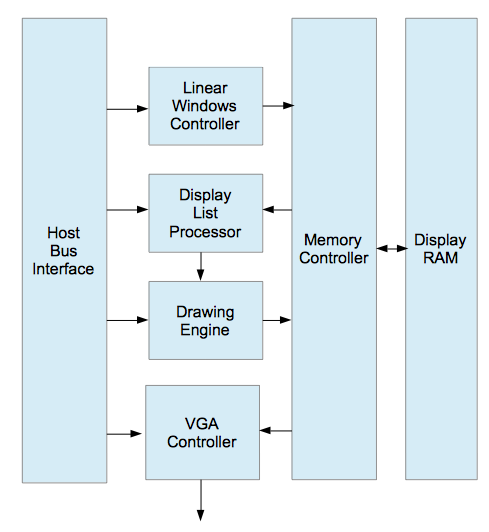 Linear
Windows
Controller
Display
List
Processor
Host
Bus
Interface
Memory
Controller
Display
RAM
Drawing
Engine
VGA
Controller